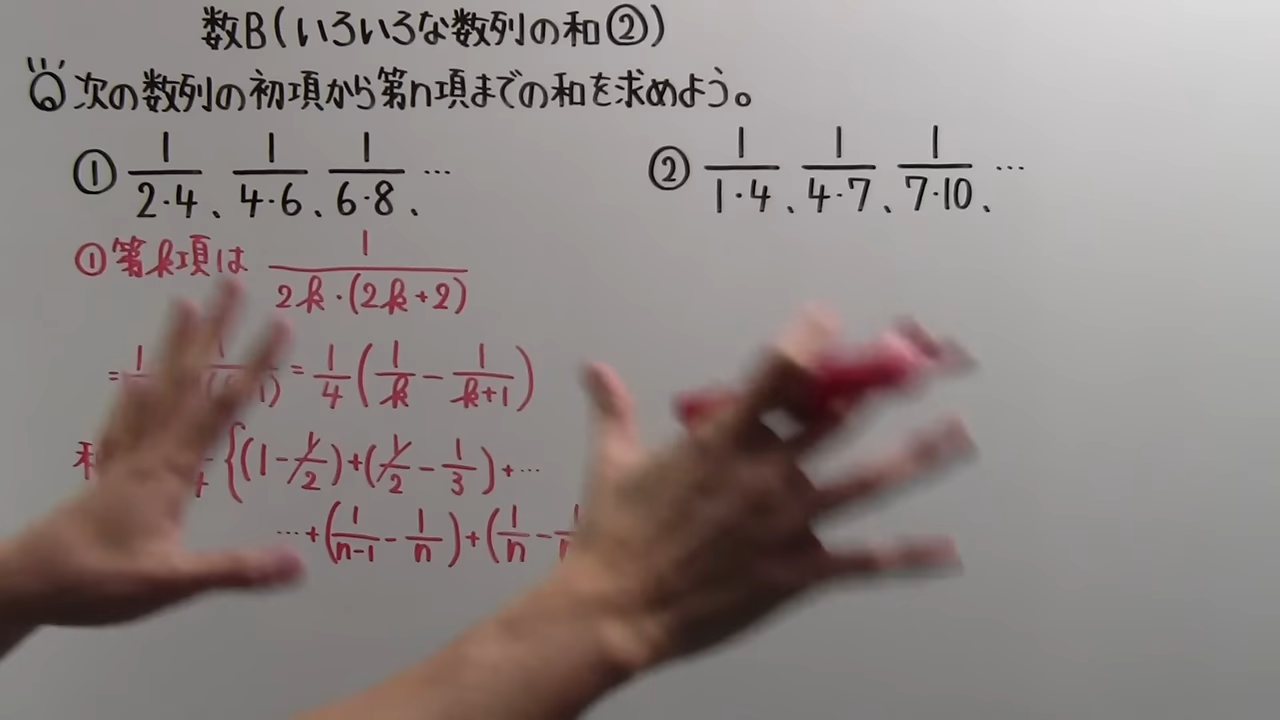 数B(いろいろな数列の和②)
Q 次の数列の初項から第n項までの和を求めよう。
① 1/(2・4)、1/(4・6)、1/(6・8)、…
② 1/(1・4)、1/(4・7)、1/(7・10)、…
①第k項は 1/(2k・(2k+2))
= 1/4(1/k - 1/(k+1))
{(1-1/2)+(1/2-1/3)+…
…+(1/(n-1)-1/n)+(1/n-